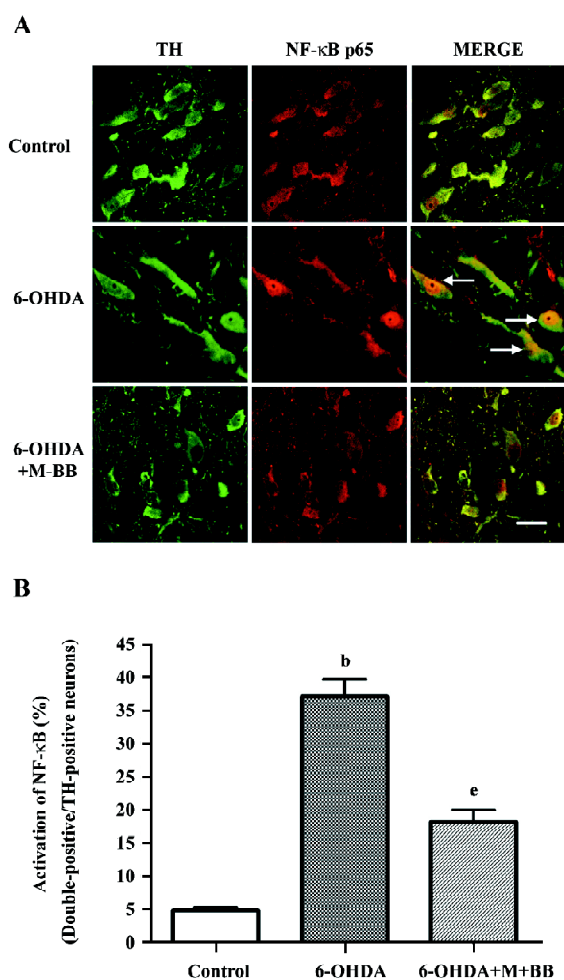 A
TH NF-κB p65 MERGE
Control
6-OHDA
6-OHDA
+M-BB
B
Activation of NF-κB (%)
(Double-positive/TH-positive neurons)
45
40
35
30
25
20
15
10
5
0
b
e
Control 6-OHDA 6-OHDA+M+BB